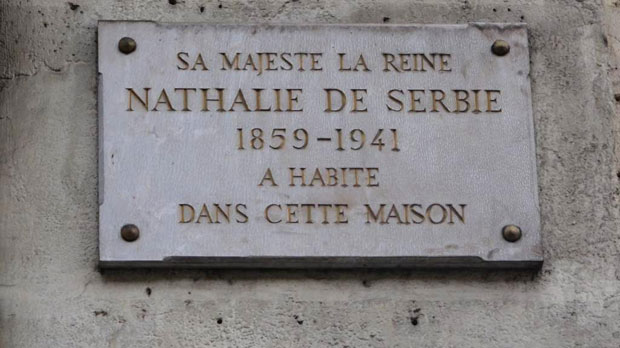 SA MAJESTE LA REINE
NATHALIE DE SERBIE
1859-1941
A HABITE
DANS CETTE MAISON